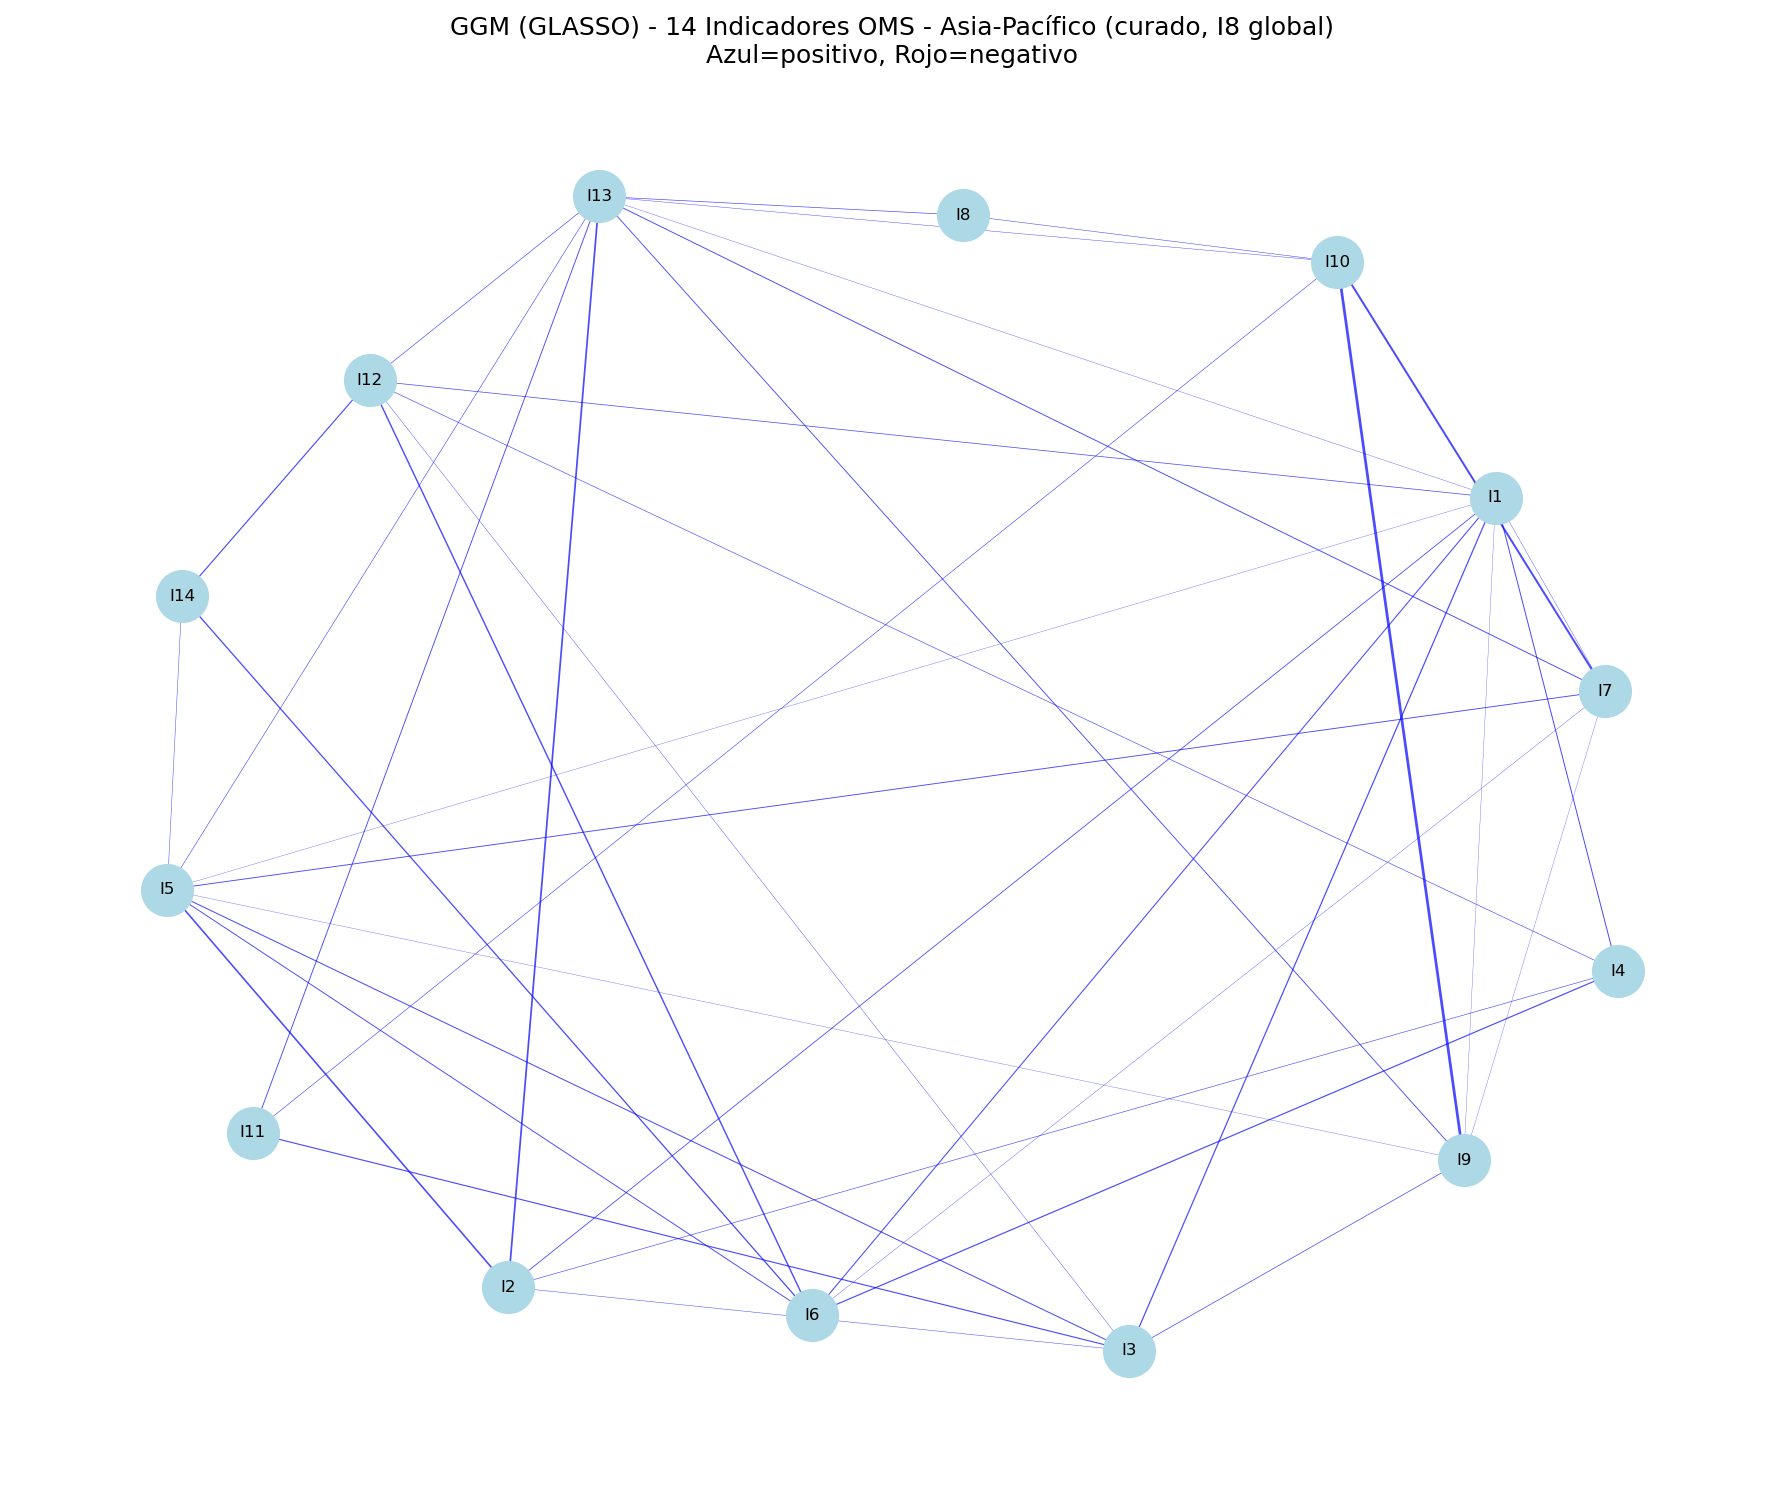 GGM (GLASSO) - 14 Indicadores OMS - Asia-Pacífico (curado, I8 global)
Azul=positivo, Rojo=negativo
I13
I8
I10
I12
I1
I14
I7
I5
I4
I11
I9
I2
I6
I3